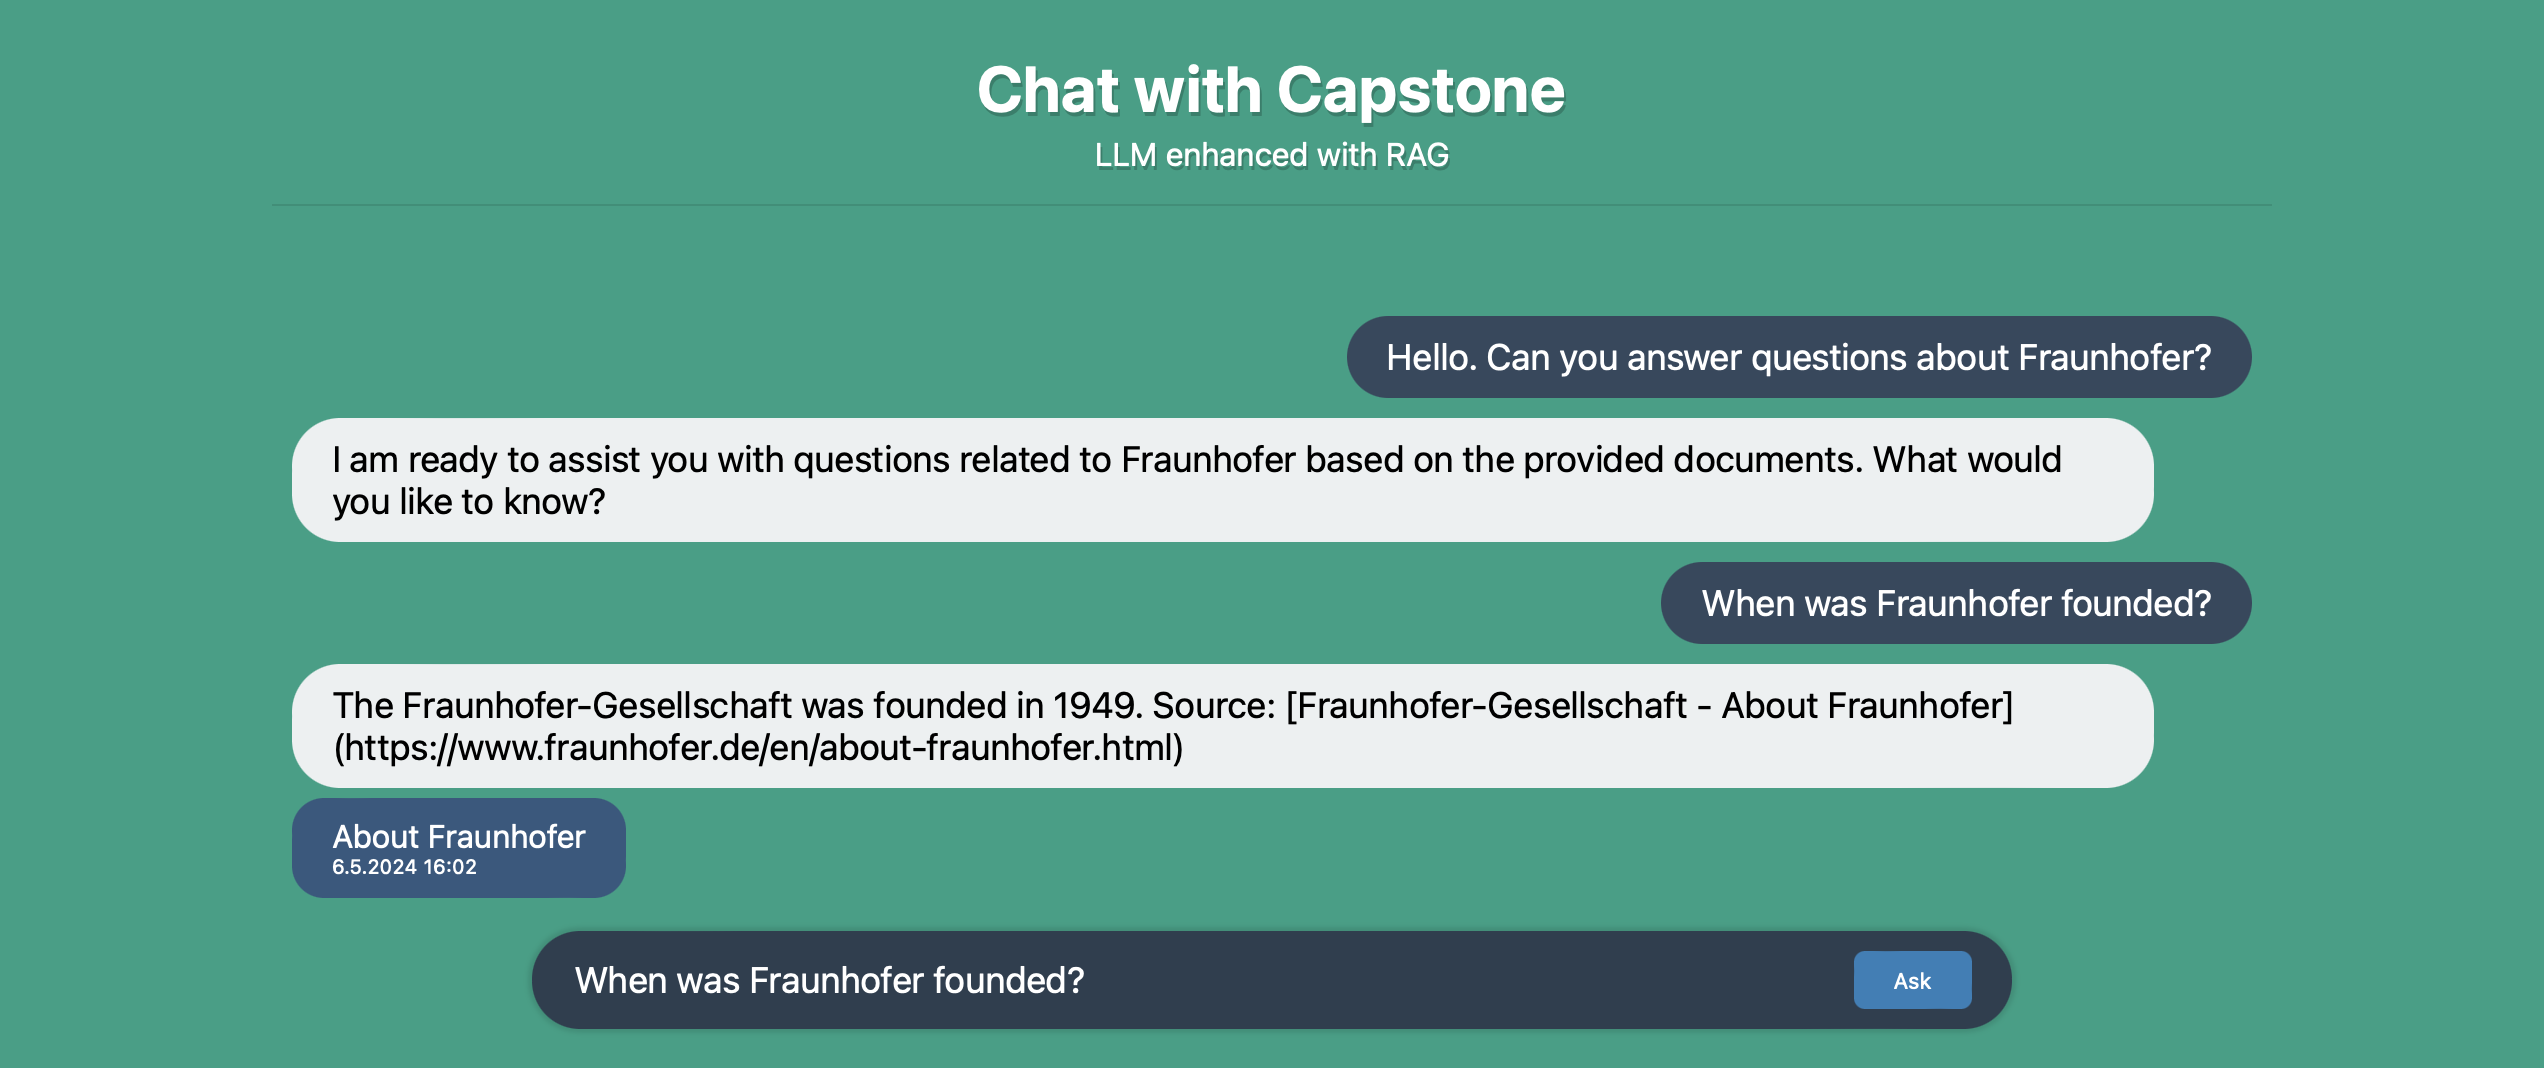 Chat with Capstone
LLM enhanced with RAG
Hello. Can you answer questions about Fraunhofer?
I am ready to assist you with questions related to Fraunhofer based on the provided documents. What would
you like to know?
When was Fraunhofer founded?
The Fraunhofer-Gesellschaft was founded in 1949. Source: [Fraunhofer-Gesellschaft - About Fraunhofer]
(https://www.fraunhofer.de/en/about-fraunhofer.html)
About Fraunhofer
6.5.2024 16:02
When was Fraunhofer founded?
Ask